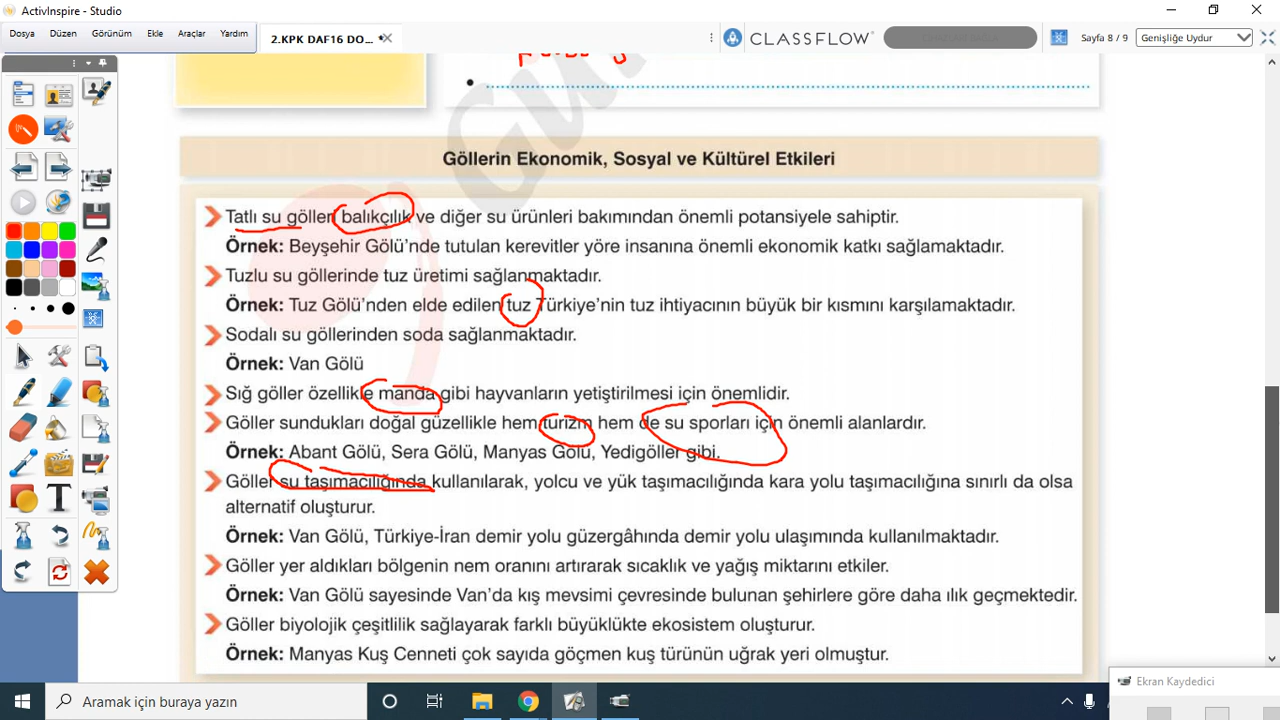 ActivInspire - Studio
Dosya Düzen Görünüm Ekle Araçlar Yardım
2.KPK DAF16 DO...
CLASSFLOW
Sayfa 8 / 9
Genişliğe Uydur
Göllerin Ekonomik, Sosyal ve Kültürel Etkileri
Tatlı su gölleri balıkçılık ve diğer su ürünleri bakımından önemli potansiyele sahiptir.
Örnek: Beyşehir Gölü'nde tutulan kerevitler yöre insanına önemli ekonomik katkı sağlamaktadır.
Tuzlu su göllerinde tuz üretimi sağlanmaktadır.
Örnek: Tuz Gölü'nden elde edilen tuz Türkiye'nin tuz ihtiyacının büyük bir kısmını karşılamaktadır.
Sodalı su göllerinden soda sağlanmaktadır.
Örnek: Van Gölü
Sığ göller özellikle manda gibi hayvanların yetiştirilmesi için önemlidir.
Göller sundukları doğal güzellikle hem turizm hem de su sporları için önemli alanlardır.
Örnek: Abant Gölü, Sera Gölü, Manyas Gölü, Yedigöller gibi.
Göller su taşımacılığında kullanılarak, yolcu ve yük taşımacılığında kara yolu taşımacılığına sınırlı da olsa
alternatif oluşturur.
Örnek: Van Gölü, Türkiye-İran demir yolu güzergâhında demir yolu ulaşımında kullanılmaktadır.
Göller yer aldıkları bölgenin nem oranını artırarak sıcaklık ve yağış miktarını etkiler.
Örnek: Van Gölü sayesinde Van'da kış mevsimi çevresinde bulunan şehirlere göre daha ılık geçmektedir.
Göller biyolojik çeşitlilik sağlayarak farklı büyüklükte ekosistem oluşturur.
Örnek: Manyas Kuş Cenneti çok sayıda göçmen kuş türünün uğrak yeri olmuştur.
Ekran Kaydedici
Aramak için buraya yazın